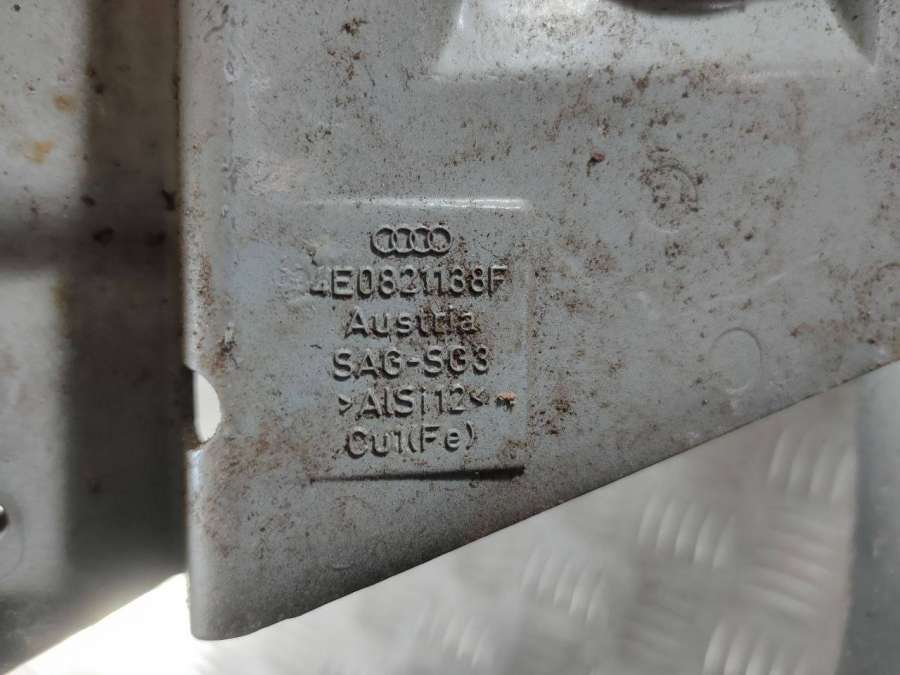 4E0821138F
Austria
SAG-SG3
>AlSi12<
Cu1(Fe)